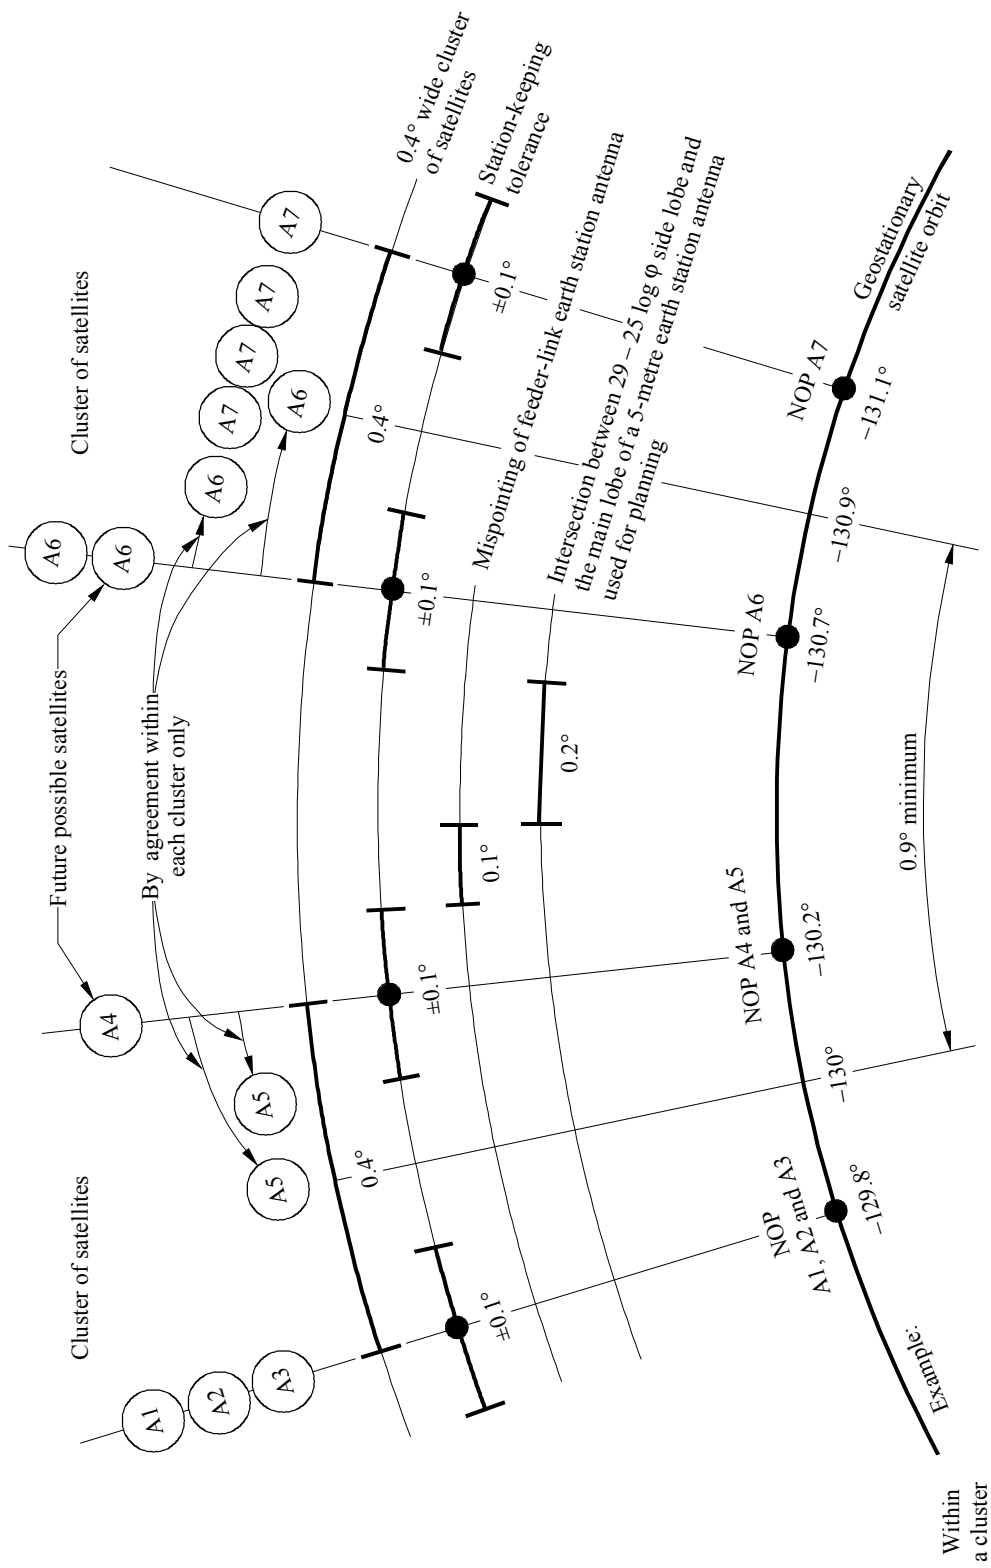 Cluster of satellites
Cluster of satellites
Future possible satellites
By agreement within
each cluster only
A1
A2
A3
A4
A5
A5
A6
A6
A6
A6
A7
A7
A7
A7
0.4° wide cluster
of satellites
0.4°
0.4°
Station-keeping
tolerance
±0.1°
±0.1°
±0.1°
±0.1°
Mispointing of feeder-link earth station antenna
0.1°
Intersection between 29 – 25 log φ side lobe and
the main lobe of a 5-metre earth station antenna
used for planning
0.2°
NOP
A1, A2 and A3
NOP A4 and A5
NOP A6
NOP A7
Geostationary
satellite orbit
–129.8°
–130°
–130.2°
–130.7°
–130.9°
–131.1°
0.9° minimum
Example:
Within
a cluster